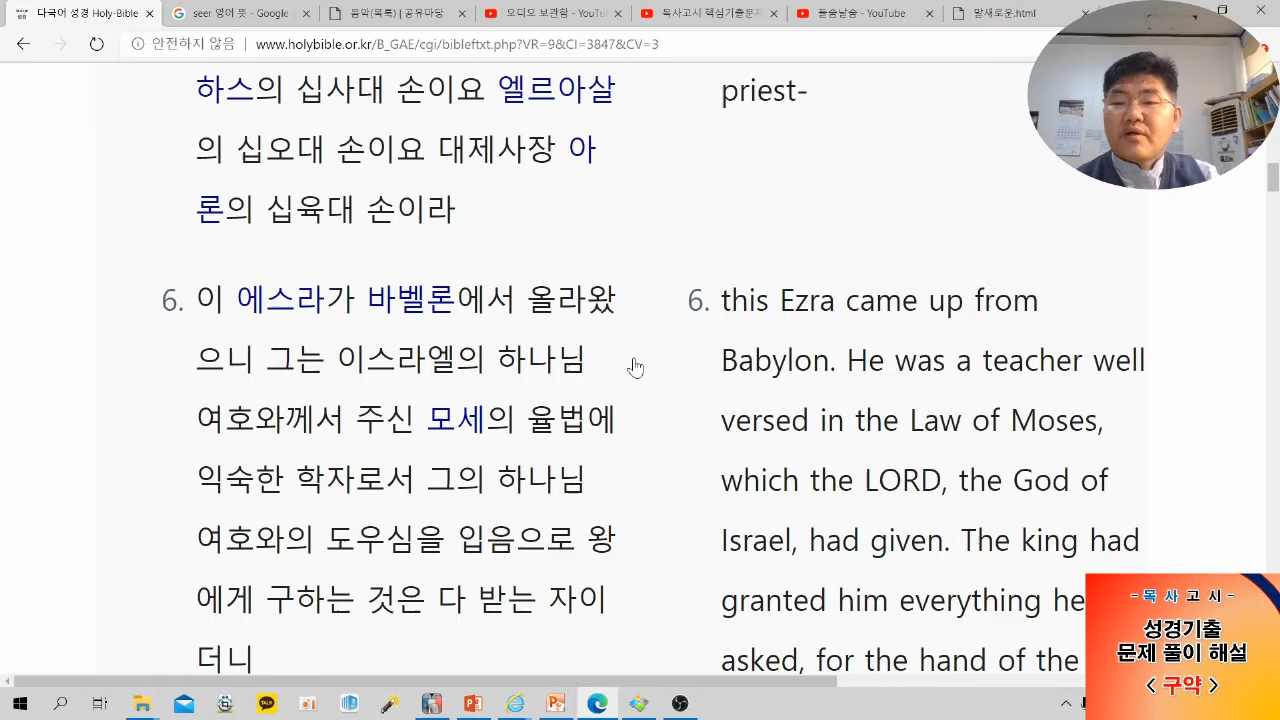 다국어 성경 Holy-Bible
seer 영어 뜻 - Google
음악(목록) | 공유마당
오디오 보관함 - YouTu
목사고시 핵심기출문제
들숨날숨 - YouTube
말새로운.html
안전하지 않음
www.holybible.or.kr/B_GAE/cgi/bibleftxt.php?VR=9&CI=3847&CV=3
하스의 십사대 손이요 엘르아살
의 십오대 손이요 대제사장 아
론의 십육대 손이라
priest-
6. 이 에스라가 바벨론에서 올라왔
으니 그는 이스라엘의 하나님
여호와께서 주신 모세의 율법에
익숙한 학자로서 그의 하나님
여호와의 도우심을 입음으로 왕
에게 구하는 것은 다 받는 자이
더니
6. this Ezra came up from
Babylon. He was a teacher well
versed in the Law of Moses,
which the LORD, the God of
Israel, had given. The king had
granted him everything he
asked, for the hand of the
- 목 사 고 시 -
성경기출
문제 풀이 해설
< 구약 >